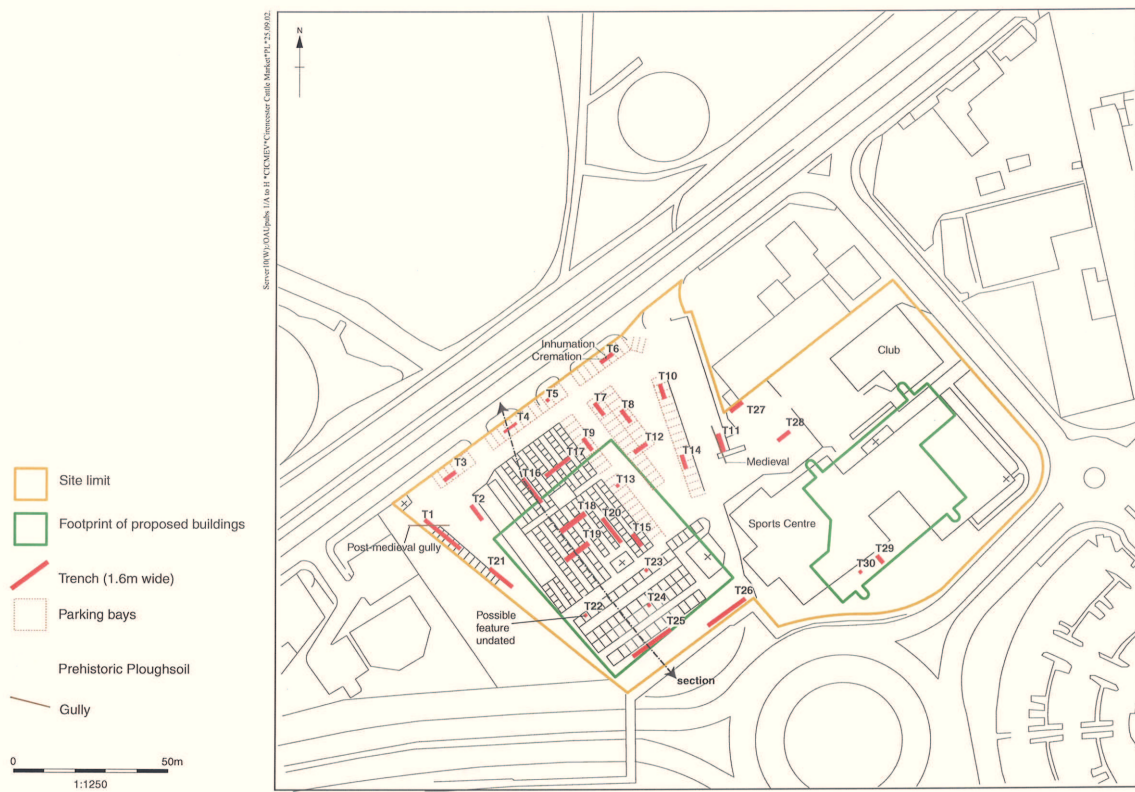 Server10(W):/OAUpubs 1/A to H *CICMEV*Cirencester Cattle Market*PL*25.09.02.
N
Inhumation
Cremation
T6
T5
T4
T3
T10
T7
T8
T9
T12
T11
T27
T28
Club
Medieval
T14
T17
T16
T13
T2
T1
T18
T20
T15
T19
Post-medieval gully
T21
T23
T22
T24
T25
T26
Possible
feature
undated
section
Sports Centre
T29
T30
Site limit
Footprint of proposed buildings
Trench (1.6m wide)
Parking bays
Prehistoric Ploughsoil
Gully
0 50m
1:1250